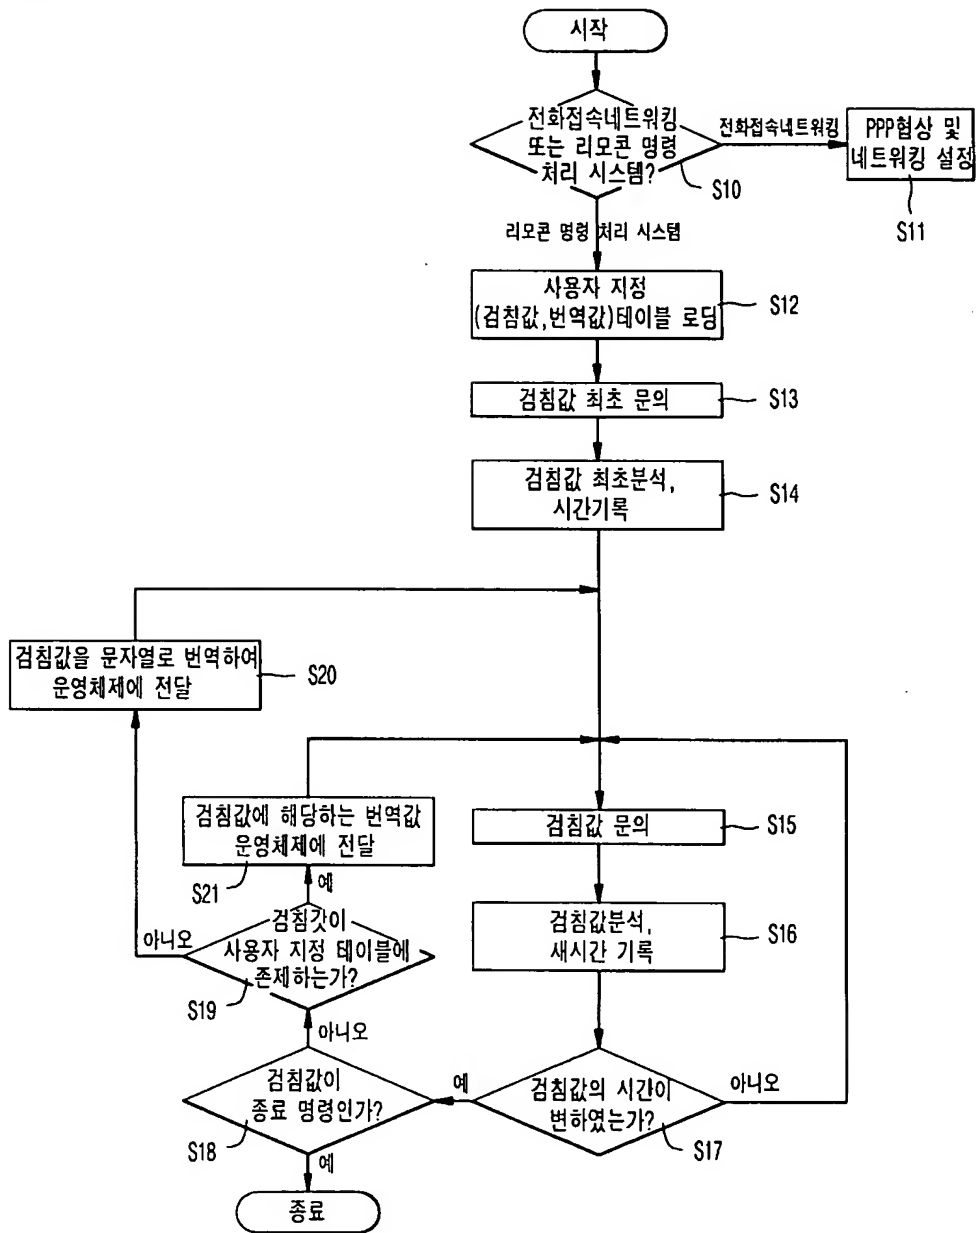 시작
전화접속네트워킹
또는 리모콘 명령
처리 시스템?
S10
전화접속네트워킹
PPP협상 및
네트워킹 설정
S11
리모콘 명령 처리 시스템
사용자 지정
(검침값,번역값)테이블 로딩
S12
검침값 최초 문의
S13
검침값 최초분석,
시간기록
S14
검침값을 문자열로 번역하여
운영체제에 전달
S20
검침값에 해당하는 번역값
운영체제에 전달
S21
예
검침값 문의
S15
검침값분석,
새시간 기록
S16
아니오
검침갓이
사용자 지정 테이블에
존제하는가?
S19
아니오
검침값이
종료 명령인가?
S18
예
예
검침값의 시간이
변하였는가?
S17
아니오
종료